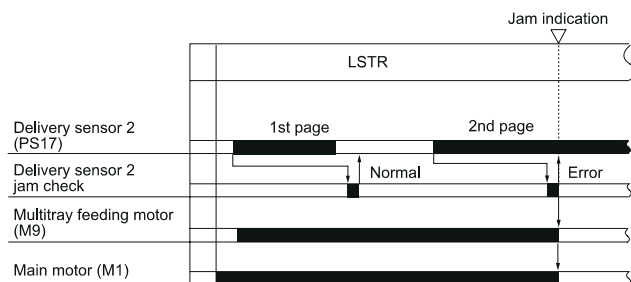 Jam indication
LSTR
Delivery sensor 2
(PS17)
1st page
2nd page
Delivery sensor 2
jam check
Normal
Error
Multitray feeding motor
(M9)
Main motor (M1)